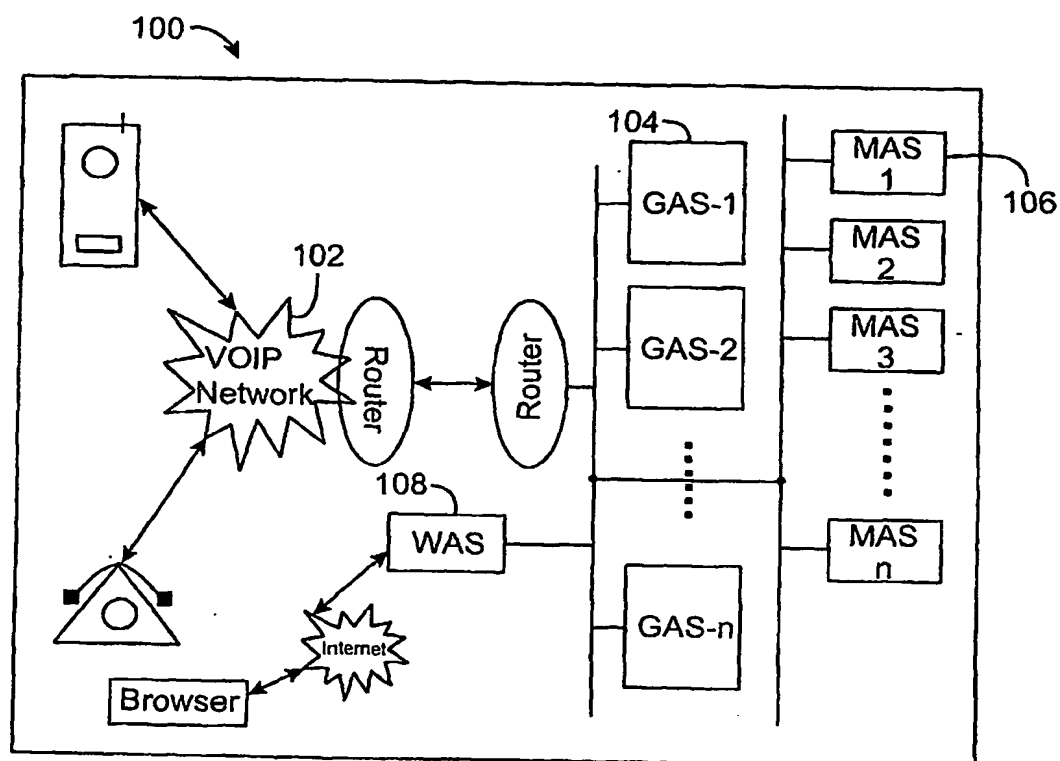 100
104
MAS
1
106
GAS-1
102
MAS
2
VOIP
Network
Router
Router
GAS-2
MAS
3
108
WAS
MAS
n
GAS-n
Internet
Browser